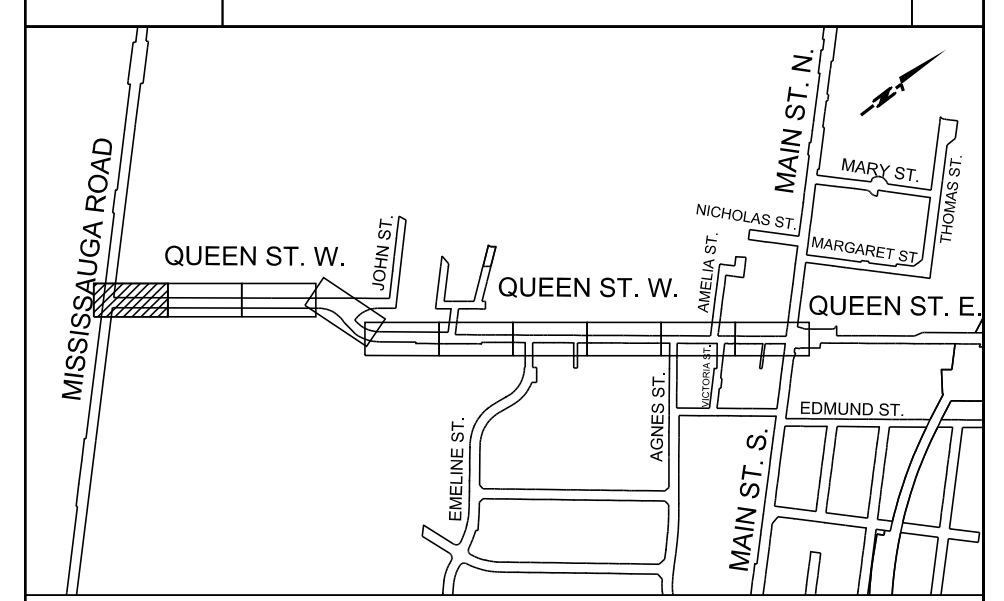 MISSISSAUGA ROAD
QUEEN ST. W.
JOHN ST.
QUEEN ST. W.
NICHOLAS ST.
AMELIA ST.
MAIN ST. N.
N
MARY ST.
THOMAS ST.
MARGARET ST
QUEEN ST. E.
VICTORIA ST.
EMELINE ST.
AGNES ST.
EDMUND ST.
MAIN ST. S.